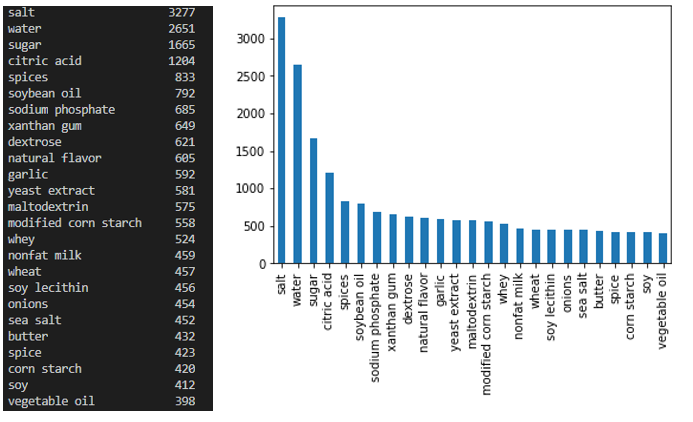 salt 3277
water 2651
sugar 1665
citric acid 1204
spices 833
soybean oil 792
sodium phosphate 685
xanthan gum 649
dextrose 621
natural flavor 605
garlic 592
yeast extract 581
maltodextrin 575
modified corn starch 558
whey 524
nonfat milk 459
wheat 457
soy lecithin 456
onions 454
sea salt 452
butter 432
spice 423
corn starch 420
soy 412
vegetable oil 398
3000
2500
2000
1500
1000
500
0
salt
water
sugar
citric acid
spices
soybean oil
sodium phosphate
xanthan gum
dextrose
natural flavor
garlic
yeast extract
maltodextrin
modified corn starch
whey
nonfat milk
wheat
soy lecithin
onions
sea salt
butter
spice
corn starch
soy
vegetable oil